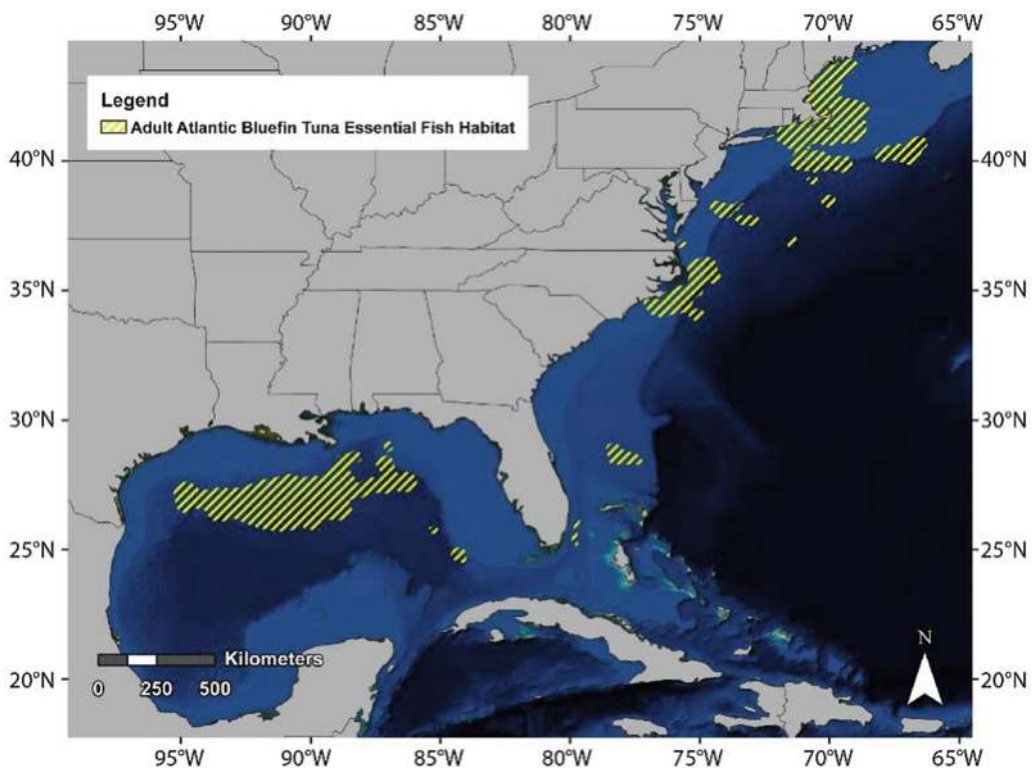 95°W 90°W 85°W 80°W 75°W 70°W 65°W
Legend
Adult Atlantic Bluefin Tuna Essential Fish Habitat
40°N 40°N
35°N 35°N
30°N 30°N
25°N 25°N
N
Kilometers
0 250 500
20°N 20°N
95°W 90°W 85°W 80°W 75°W 70°W 65°W